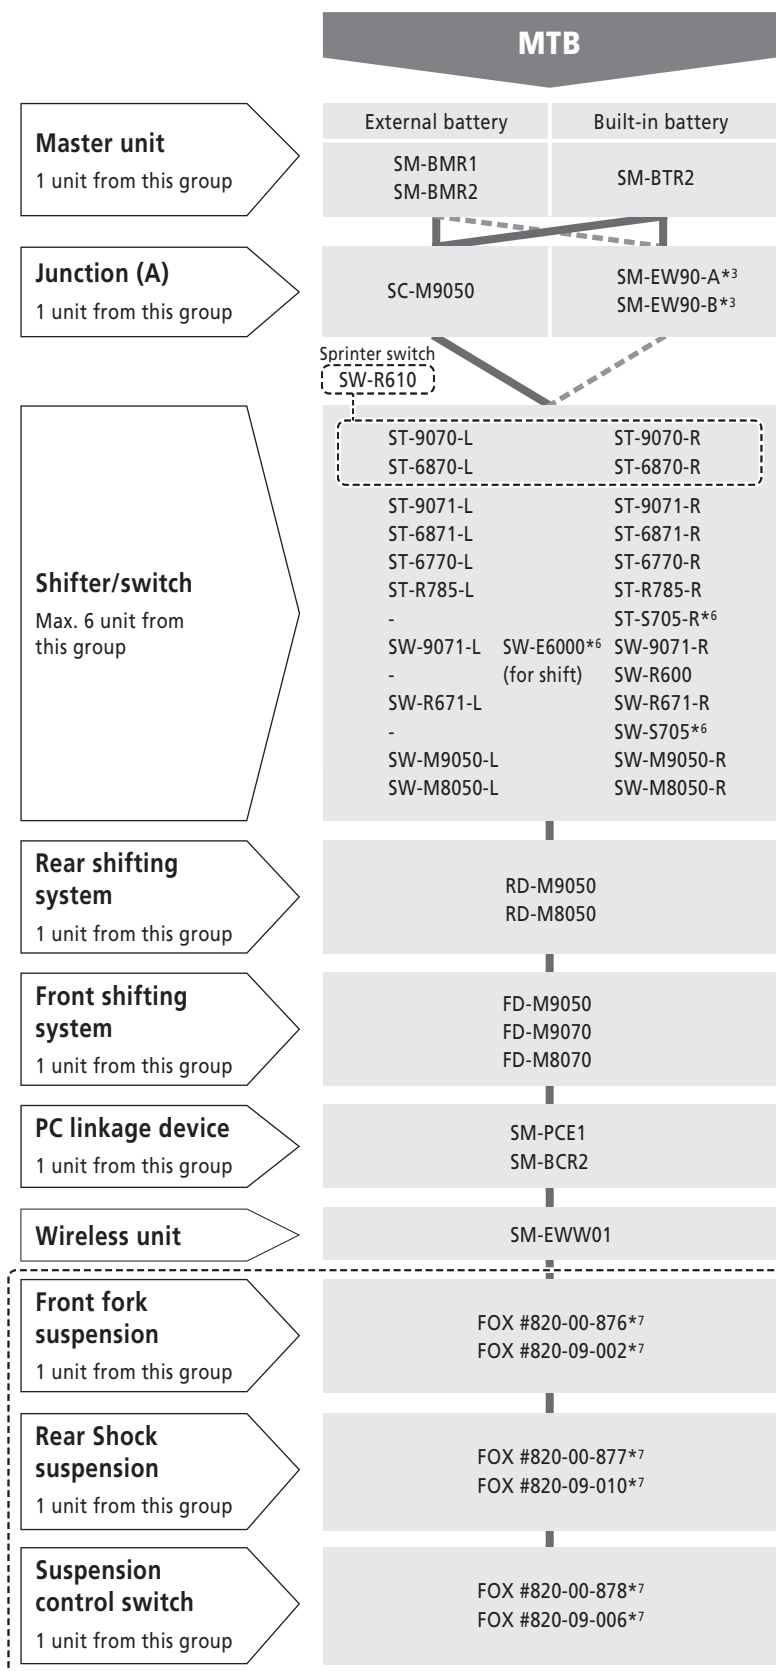 MTB
Master unit
1 unit from this group
External battery
Built-in battery
SM-BMR1
SM-BMR2
SM-BTR2
Junction (A)
1 unit from this group
SC-M9050
SM-EW90-A*3
SM-EW90-B*3
Sprinter switch
SW-R610
Shifter/switch
Max. 6 unit from
this group
ST-9070-L ST-9070-R
ST-6870-L ST-6870-R
ST-9071-L ST-9071-R
ST-6871-L ST-6871-R
ST-6770-L ST-6770-R
ST-R785-L ST-R785-R
- ST-S705-R*6
SW-9071-L SW-E6000*6 SW-9071-R
- (for shift) SW-R600
SW-R671-L SW-R671-R
- SW-S705*6
SW-M9050-L SW-M9050-R
SW-M8050-L SW-M8050-R
Rear shifting
system
1 unit from this group
RD-M9050
RD-M8050
Front shifting
system
1 unit from this group
FD-M9050
FD-M9070
FD-M8070
PC linkage device
1 unit from this group
SM-PCE1
SM-BCR2
Wireless unit
SM-EWW01
Front fork
suspension
1 unit from this group
FOX #820-00-876*7
FOX #820-09-002*7
Rear Shock
suspension
1 unit from this group
FOX #820-00-877*7
FOX #820-09-010*7
Suspension
control switch
1 unit from this group
FOX #820-00-878*7
FOX #820-09-006*7